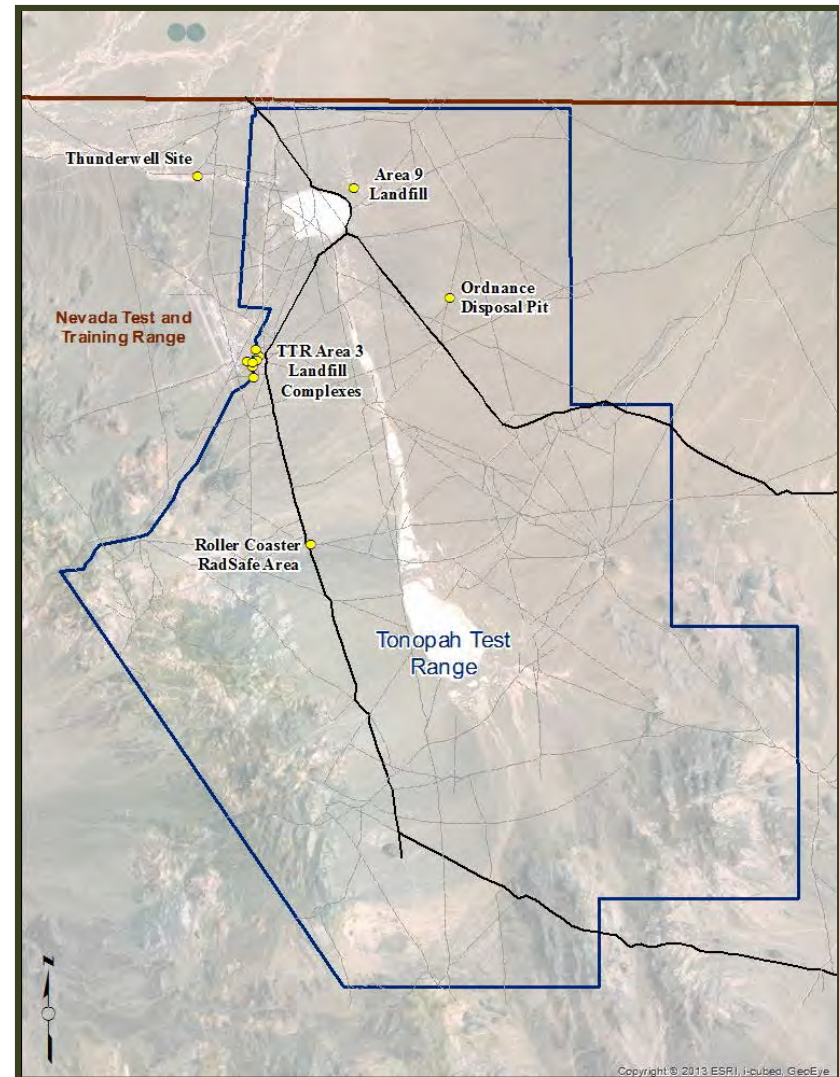 Thunderwell Site
Area 9
Landfill
Ordnance
Disposal Pit
Nevada Test and
Training Range
TTR Area 3
Landfill
Complexes
Roller Coaster
RadSafe Area
Tonopah Test
Range
N
Copyright © 2013 ESRI, i-cubed, GeoEye